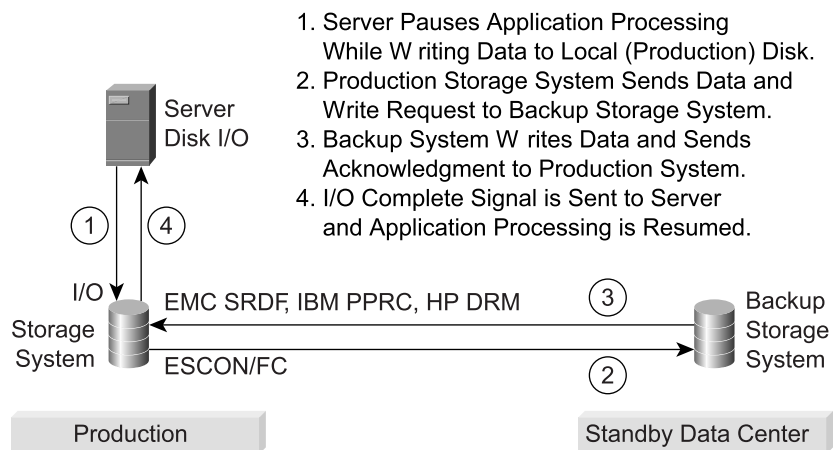 1. Server Pauses Application Processing
While W riting Data to Local (Production) Disk.
2. Production Storage System Sends Data and
Write Request to Backup Storage System.
3. Backup System W rites Data and Sends
Acknowledgment to Production System.
4. I/O Complete Signal is Sent to Server
and Application Processing is Resumed.
Server
Disk I/O
1
4
I/O
EMC SRDF, IBM PPRC, HP DRM
3
Storage
System
ESCON/FC
2
Backup
Storage
System
Production
Standby Data Center